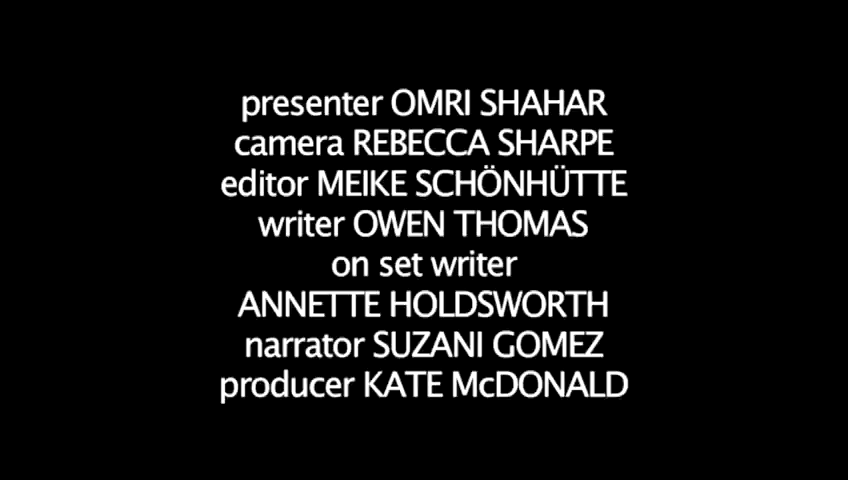 presenter OMRI SHAHAR
camera REBECCA SHARPE
editor MEIKE SCHÖNHÜTTE
writer OWEN THOMAS
on set writer
ANNETTE HOLDSWORTH
narrator SUZANI GOMEZ
producer KATE McDONALD